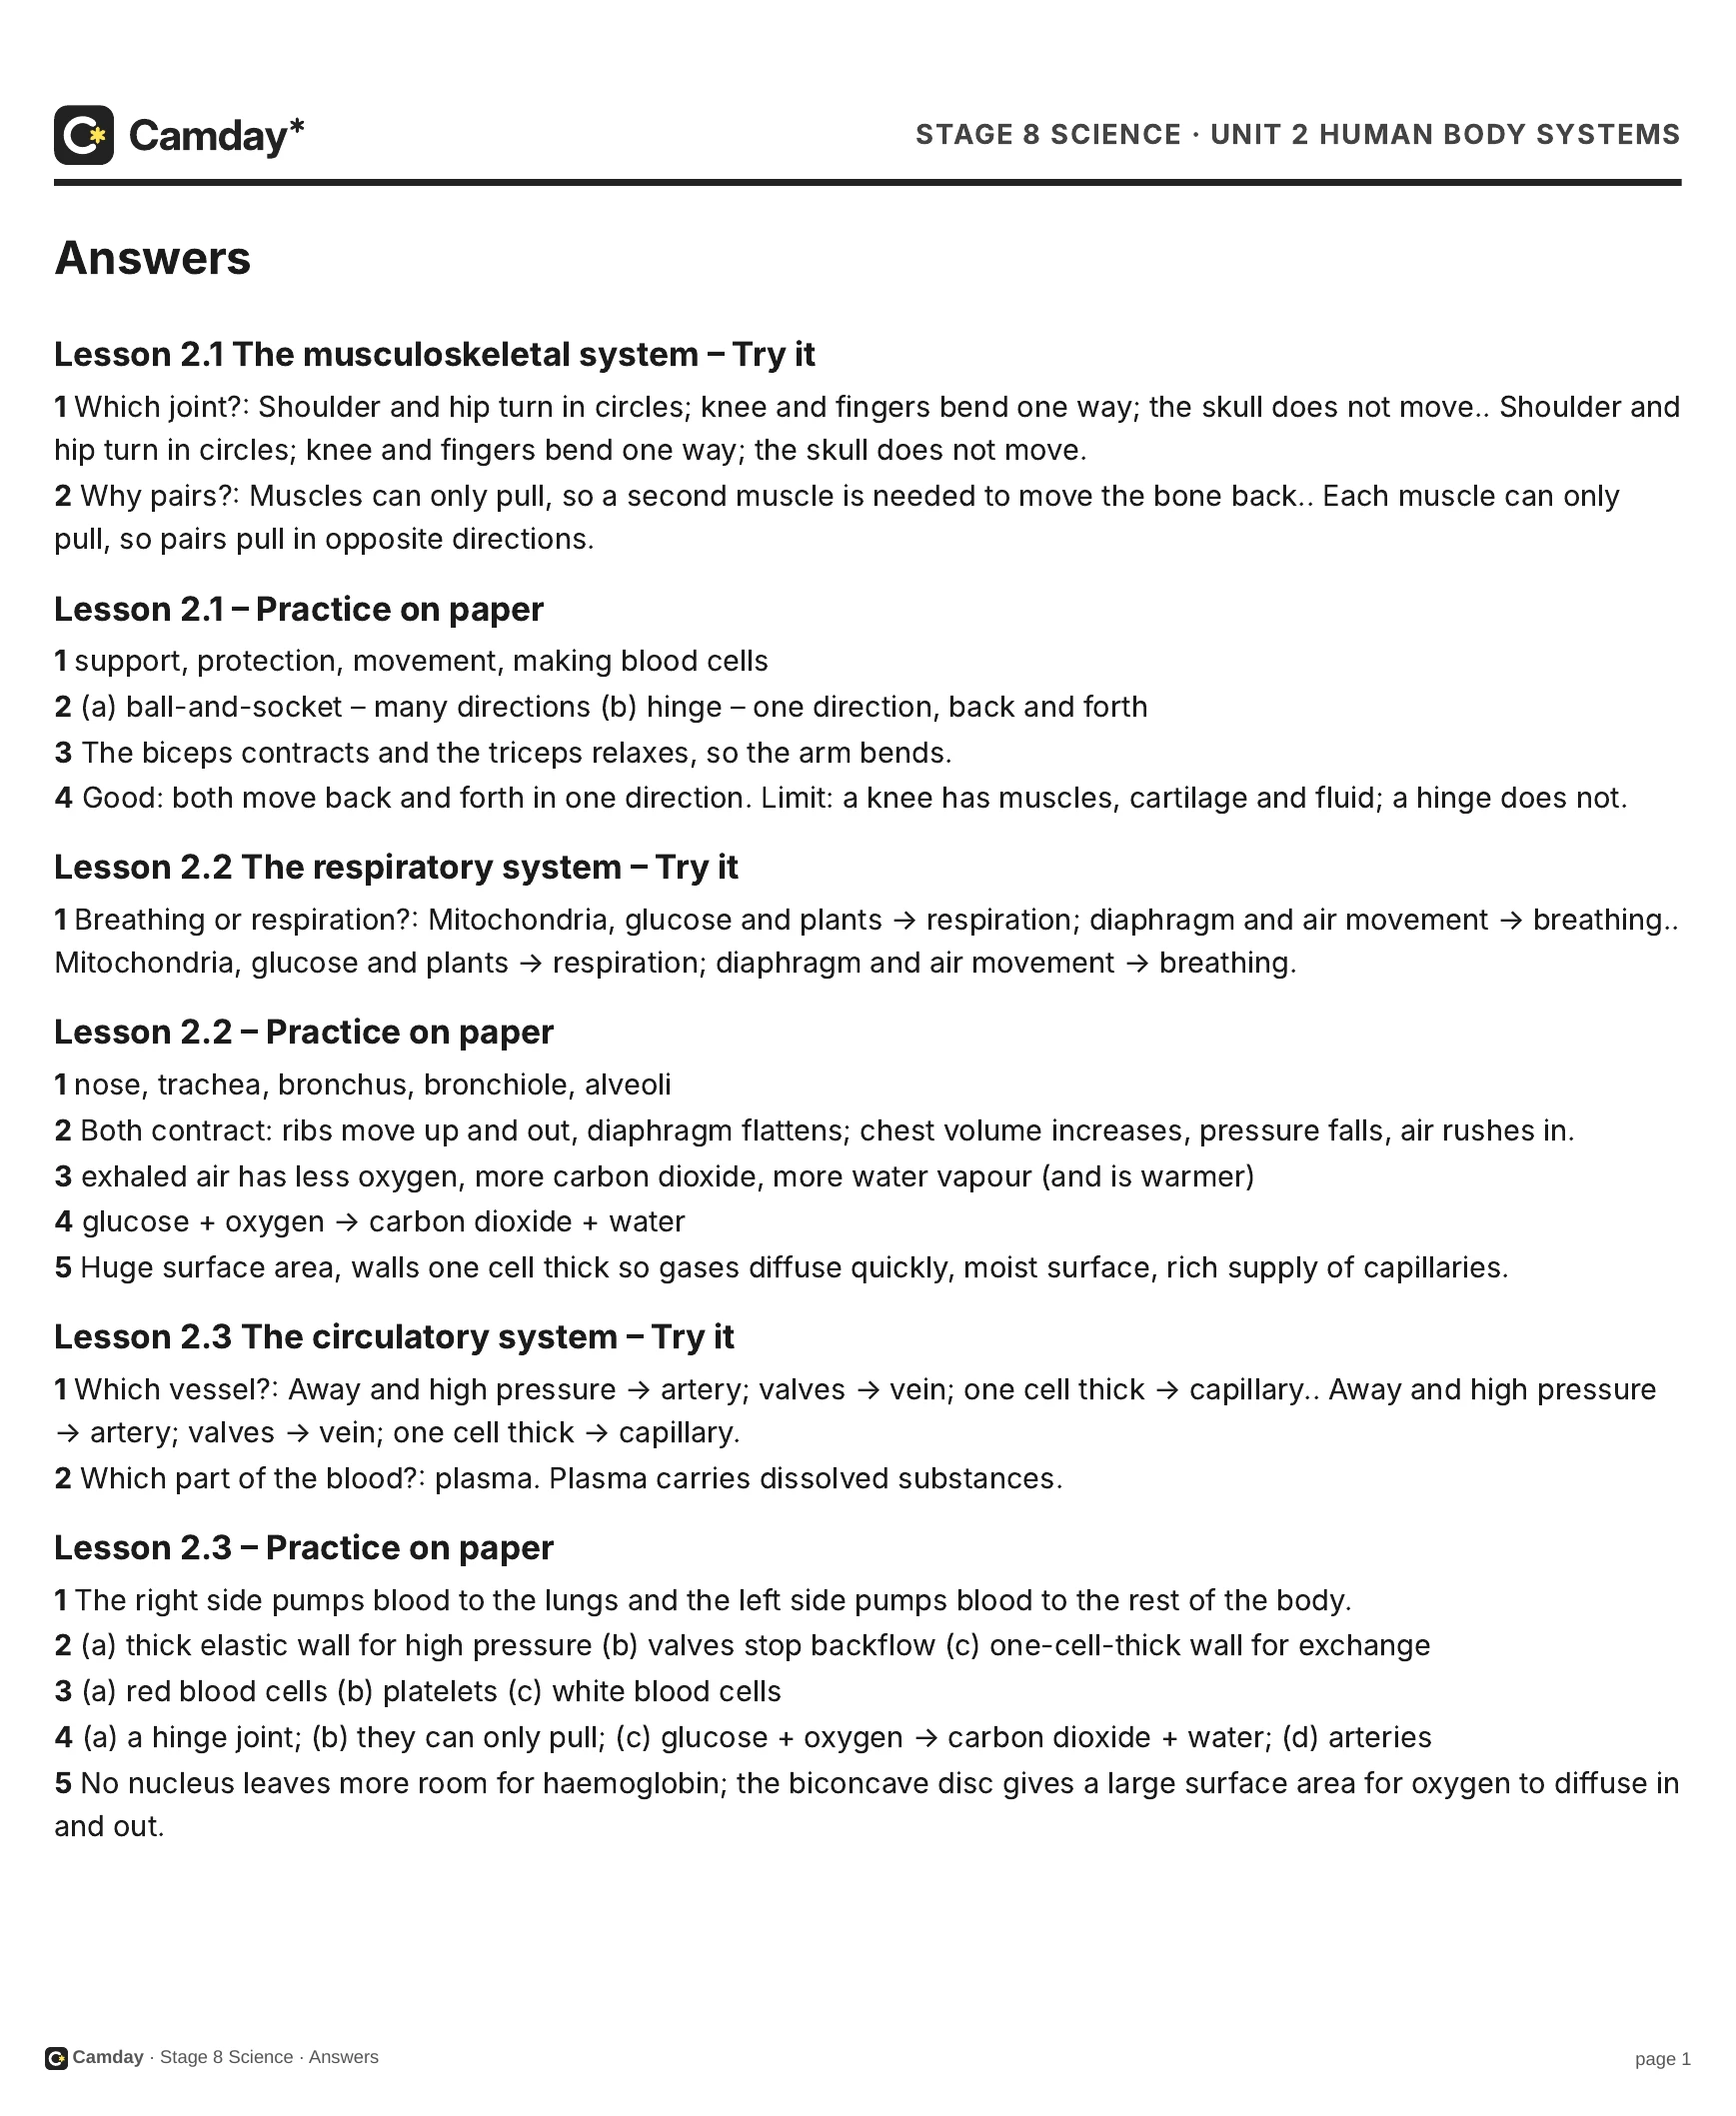 Camday*
STAGE 8 SCIENCE · UNIT 2 HUMAN BODY SYSTEMS
Answers
Lesson 2.1 The musculoskeletal system – Try it
1 Which joint?: Shoulder and hip turn in circles; knee and fingers bend one way; the skull does not move.. Shoulder and
hip turn in circles; knee and fingers bend one way; the skull does not move.
2 Why pairs?: Muscles can only pull, so a second muscle is needed to move the bone back.. Each muscle can only
pull, so pairs pull in opposite directions.
Lesson 2.1 – Practice on paper
1 support, protection, movement, making blood cells
2 (a) ball-and-socket – many directions (b) hinge – one direction, back and forth
3 The biceps contracts and the triceps relaxes, so the arm bends.
4 Good: both move back and forth in one direction. Limit: a knee has muscles, cartilage and fluid; a hinge does not.
Lesson 2.2 The respiratory system – Try it
1 Breathing or respiration?: Mitochondria, glucose and plants → respiration; diaphragm and air movement → breathing..
Mitochondria, glucose and plants → respiration; diaphragm and air movement → breathing.
Lesson 2.2 – Practice on paper
1 nose, trachea, bronchus, bronchiole, alveoli
2 Both contract: ribs move up and out, diaphragm flattens; chest volume increases, pressure falls, air rushes in.
3 exhaled air has less oxygen, more carbon dioxide, more water vapour (and is warmer)
4 glucose + oxygen → carbon dioxide + water
5 Huge surface area, walls one cell thick so gases diffuse quickly, moist surface, rich supply of capillaries.
Lesson 2.3 The circulatory system – Try it
1 Which vessel?: Away and high pressure → artery; valves → vein; one cell thick → capillary.. Away and high pressure
→ artery; valves → vein; one cell thick → capillary.
2 Which part of the blood?: plasma. Plasma carries dissolved substances.
Lesson 2.3 – Practice on paper
1 The right side pumps blood to the lungs and the left side pumps blood to the rest of the body.
2 (a) thick elastic wall for high pressure (b) valves stop backflow (c) one-cell-thick wall for exchange
3 (a) red blood cells (b) platelets (c) white blood cells
4 (a) a hinge joint; (b) they can only pull; (c) glucose + oxygen → carbon dioxide + water; (d) arteries
5 No nucleus leaves more room for haemoglobin; the biconcave disc gives a large surface area for oxygen to diffuse in
and out.
Camday · Stage 8 Science · Answers
page 1